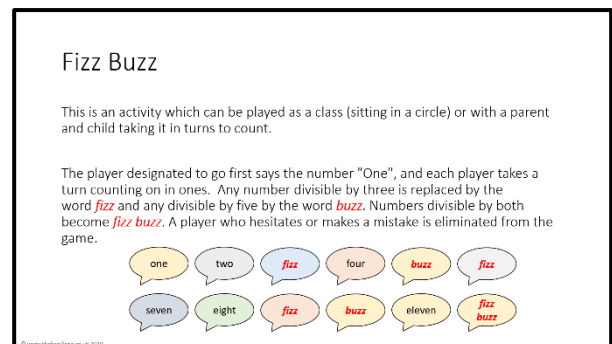 Fizz Buzz
This is an activity which can be played as a class (sitting in a circle) or with a parent
and child taking it in turns to count.
The player designated to go first says the number "One", and each player takes a
turn counting on in ones.  Any number divisible by three is replaced by the
word fizz and any divisible by five by the word buzz. Numbers divisible by both
become fizz buzz. A player who hesitates or makes a mistake is eliminated from the
game.
one two fizz four buzz fizz
seven eight fizz buzz eleven fizz
buzz